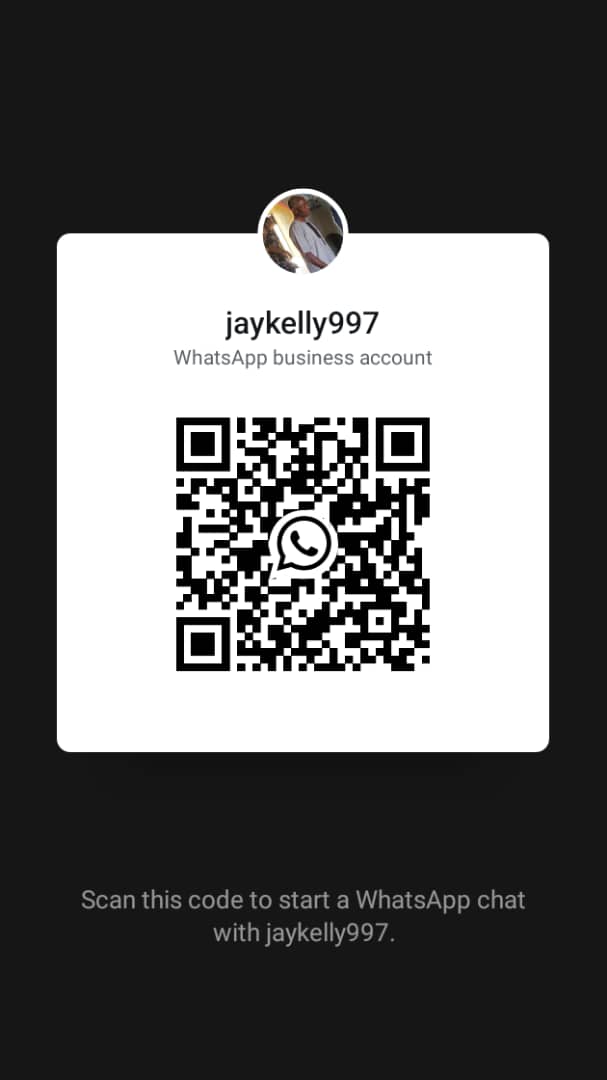 jaykelly997
WhatsApp business account
Scan this code to start a WhatsApp chat
with jaykelly997.